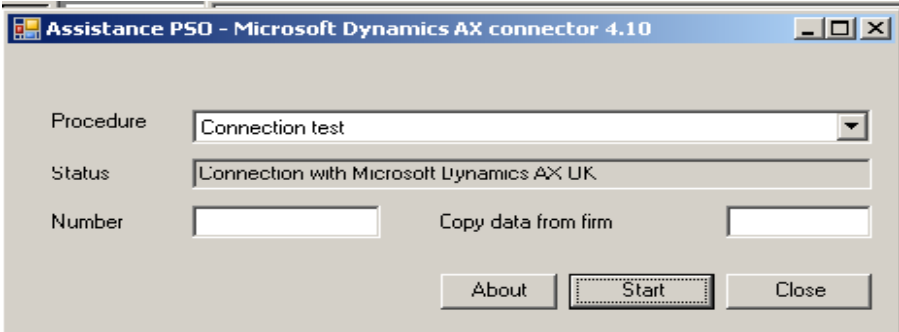 Assistance PSO - Microsoft Dynamics AX connector 4.10
Procedure Connection test
Status Connection with Microsoft Dynamics AX OK
Number Copy data from firm
About Start Close